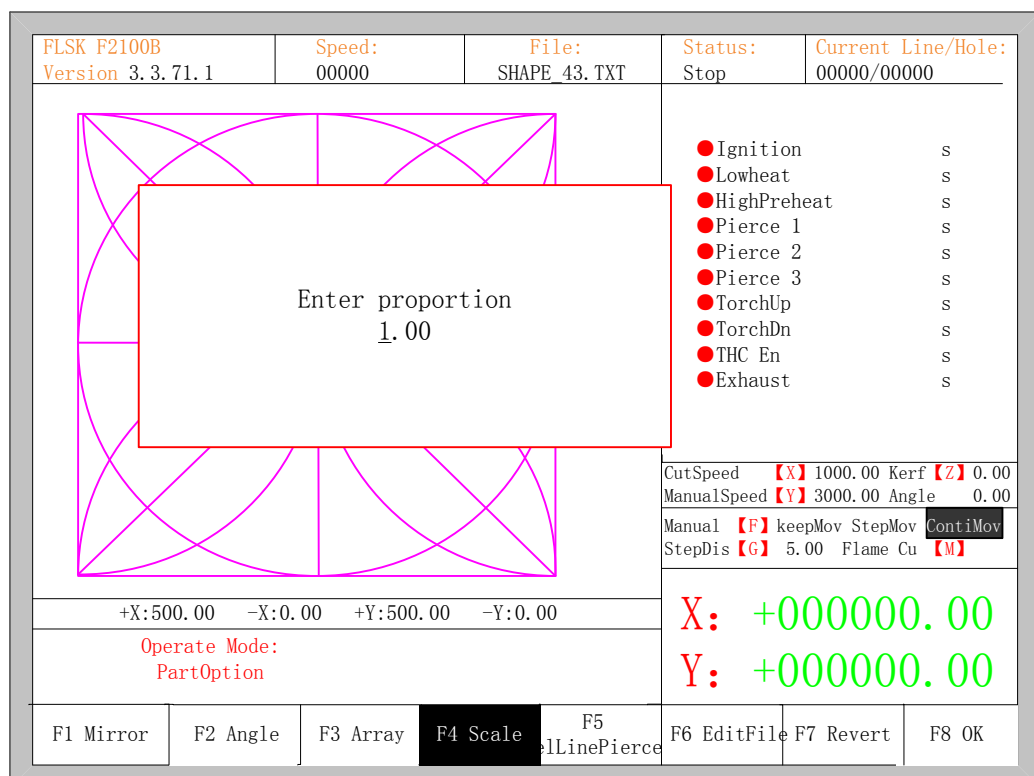 FLSK F2100B Speed: File: Status: Current Line/Hole:
Version 3.3.71.1 00000 SHAPE_43.TXT Stop 00000/00000
Ignition s
Lowheat s
HighPreheat s
Pierce 1 s
Pierce 2 s
Pierce 3 s
TorchUp s
TorchDn s
THC En s
Exhaust s
Enter proportion
1.00
CutSpeed 【X】 1000.00 Kerf 【Z】 0.00
ManualSpeed 【Y】 3000.00 Angle 0.00
Manual 【F】 keepMov StepMov ContiMov
StepDis 【G】 5.00 Flame Cu 【M】
+X:500.00 -X:0.00 +Y:500.00 -Y:0.00
Operate Mode:
PartOption
X: +000000.00
Y: +000000.00
F1 Mirror F2 Angle F3 Array F4 Scale F5 elLinePierce F6 EditFile F7 Revert F8 OK